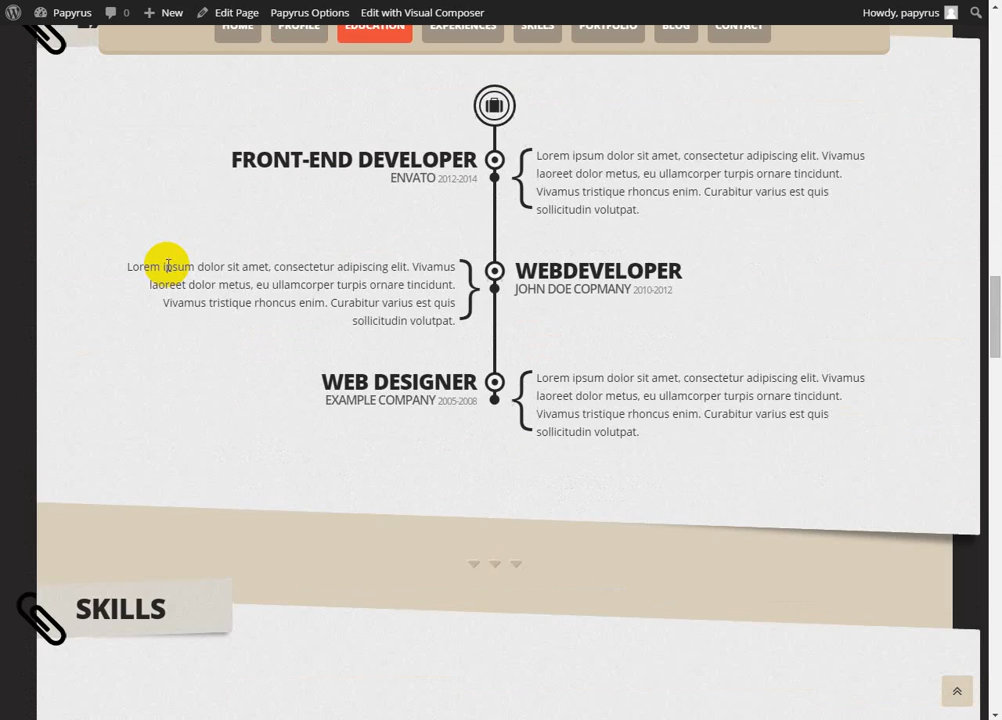 Papyrus 0 New Edit Page Papyrus Options Edit with Visual Composer Howdy, papyrus
HOME PROFILE EDUCATION EXPERIENCES SKILLS PORTFOLIO BLOG CONTACT
FRONT-END DEVELOPER
ENVATO 2012-2014
Lorem ipsum dolor sit amet, consectetur adipiscing elit. Vivamus
laoreet dolor metus, eu ullamcorper turpis ornare tincidunt.
Vivamus tristique rhoncus enim. Curabitur varius est quis
sollicitudin volutpat.
Lorem ipsum dolor sit amet, consectetur adipiscing elit. Vivamus
laoreet dolor metus, eu ullamcorper turpis ornare tincidunt.
Vivamus tristique rhoncus enim. Curabitur varius est quis
sollicitudin volutpat.
WEBDEVELOPER
JOHN DOE COPMANY 2010-2012
WEB DESIGNER
EXAMPLE COMPANY 2005-2008
Lorem ipsum dolor sit amet, consectetur adipiscing elit. Vivamus
laoreet dolor metus, eu ullamcorper turpis ornare tincidunt.
Vivamus tristique rhoncus enim. Curabitur varius est quis
sollicitudin volutpat.
SKILLS